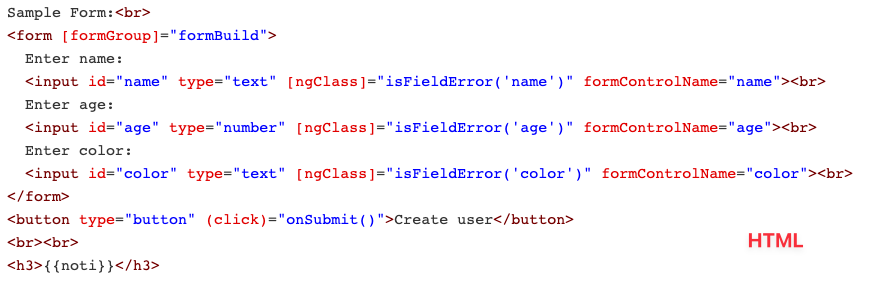 Sample Form:<br>
<form [formGroup]="formBuild">
  Enter name:
  <input id="name" type="text" [ngClass]="isFieldError('name')" formControlName="name"><br>
  Enter age:
  <input id="age" type="number" [ngClass]="isFieldError('age')" formControlName="age"><br>
  Enter color:
  <input id="color" type="text" [ngClass]="isFieldError('color')" formControlName="color"><br>
</form>
<button type="button" (click)="onSubmit()">Create user</button>
<br><br>
HTML
<h3>{{noti}}</h3>